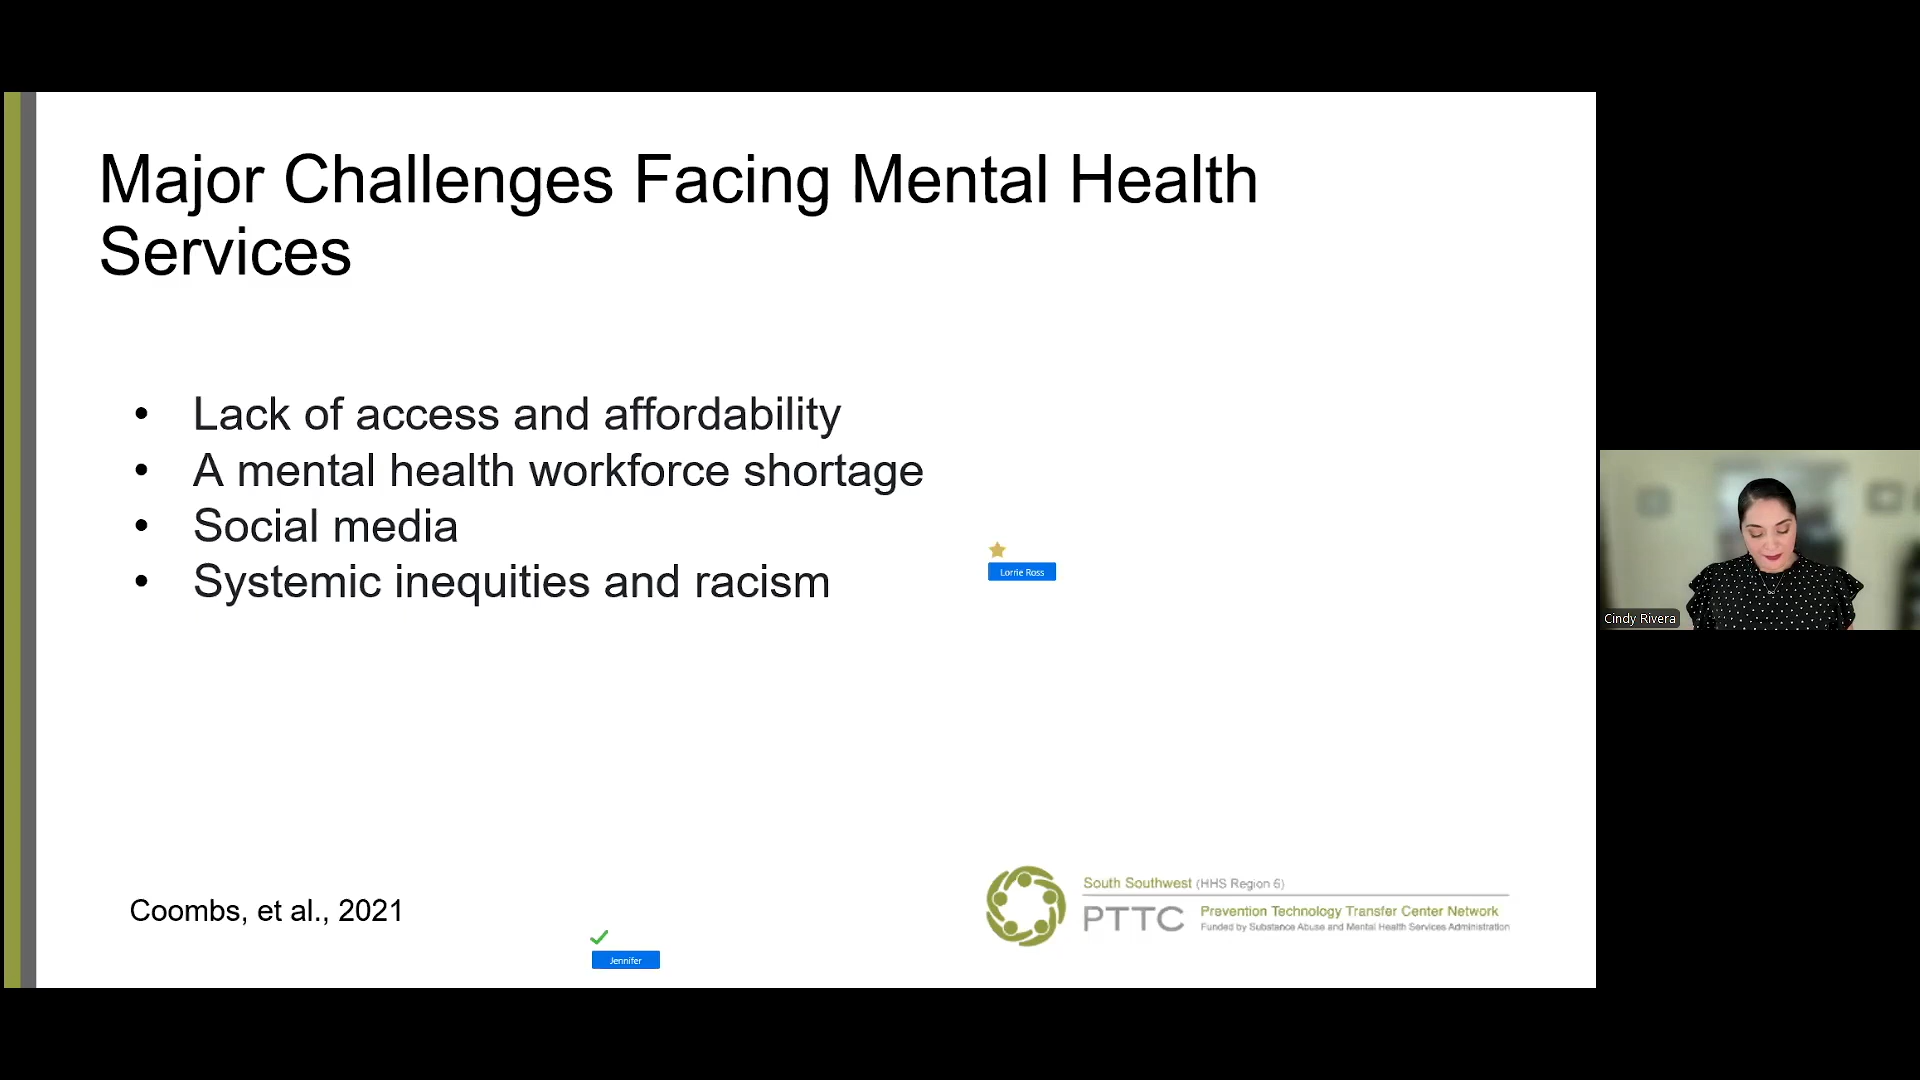 Major Challenges Facing Mental Health
Services
• Lack of access and affordability
• A mental health workforce shortage
• Social media
• Systemic inequities and racism
Lorrie Ross
Cindy Rivera
South Southwest (HHS Region 6)
PTTC Prevention Technology Transfer Center Network
Funded by Substance Abuse and Mental Health Services Administration
Coombs, et al., 2021
Jennifer